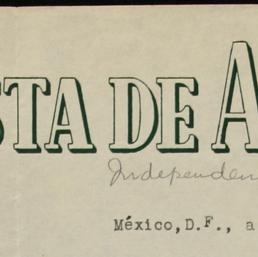 STA DE A
Independen
México,D.F., a